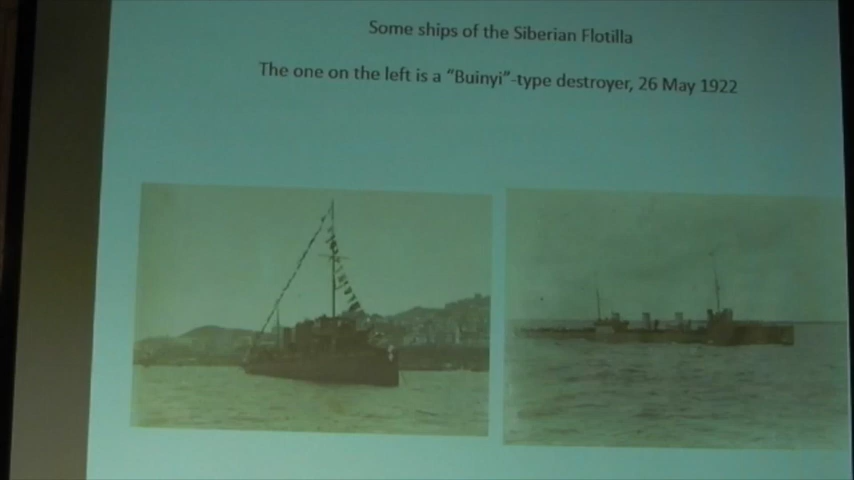 Some ships of the Siberian Flotilla
The one on the left is a “Buinyi”-type destroyer, 26 May 1922